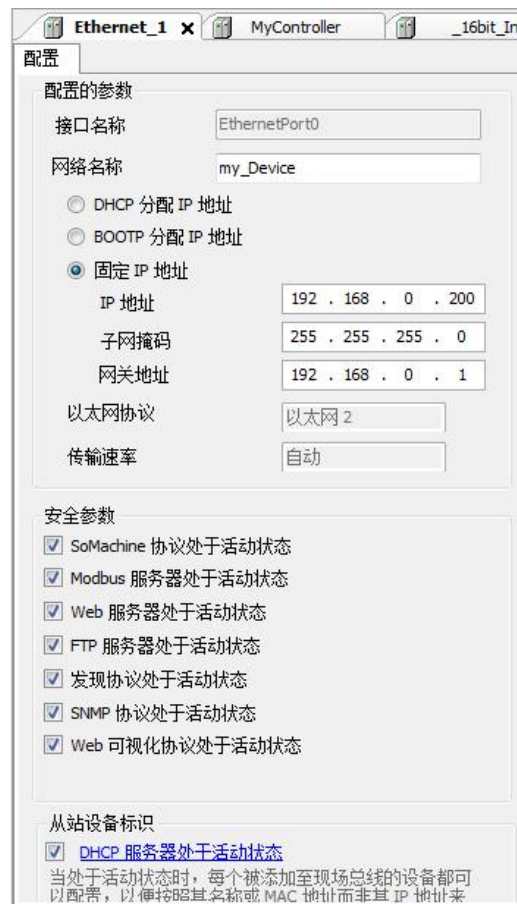 Ethernet_1 MyController _16bit_In
配置
配置的参数
接口名称 EthernetPort0
网络名称 my_Device
DHCP 分配 IP 地址
BOOTP 分配 IP 地址
固定 IP 地址
IP 地址 192 . 168 . 0 . 200
子网掩码 255 . 255 . 255 . 0
网关地址 192 . 168 . 0 . 1
以太网协议 以太网 2
传输速率 自动
安全参数
SoMachine 协议处于活动状态
Modbus 服务器处于活动状态
Web 服务器处于活动状态
FTP 服务器处于活动状态
发现协议处于活动状态
SNMP 协议处于活动状态
Web 可视化协议处于活动状态
从站设备标识
DHCP 服务器处于活动状态
当处于活动状态时，每个被添加至现场总线的设备都可
以配置，以便按照其名称或 MAC 地址而非其 IP 地址来